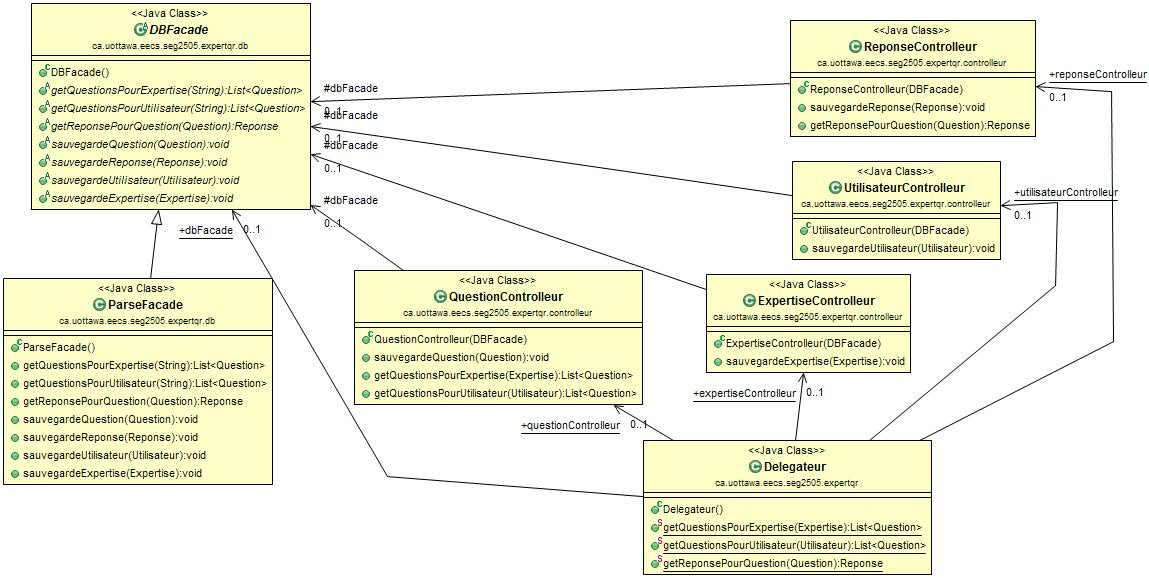 <<Java Class>>
DBFacade
ca.uottawa.eecs.seg2505.expertqr.db
DBFacade()
getQuestionsPourExpertise(String):List<Question>
getQuestionsPourUtilisateur(String):List<Question>
getReponsePourQuestion(Question):Reponse
sauvegardeQuestion(Question):void
sauvegardeReponse(Reponse):void
sauvegardeUtilisateur(Utilisateur):void
sauvegardeExpertise(Expertise):void
#dbFacade
0..1
#dbFacade
0..1
#dbFacade
0..1
#dbFacade
0..1
+dbFacade
0..1
<<Java Class>>
ReponseControlleur
ca.uottawa.eecs.seg2505.expertqr.controlleur
ReponseControlleur(DBFacade)
sauvegardeReponse(Reponse):void
getReponsePourQuestion(Question):Reponse
+reponseControlleur
0..1
<<Java Class>>
UtilisateurControlleur
ca.uottawa.eecs.seg2505.expertqr.controlleur
UtilisateurControlleur(DBFacade)
sauvegardeUtilisateur(Utilisateur):void
+utilisateurControlleur
0..1
<<Java Class>>
ParseFacade
ca.uottawa.eecs.seg2505.expertqr.db
ParseFacade()
getQuestionsPourExpertise(String):List<Question>
getQuestionsPourUtilisateur(String):List<Question>
getReponsePourQuestion(Question):Reponse
sauvegardeQuestion(Question):void
sauvegardeReponse(Reponse):void
sauvegardeUtilisateur(Utilisateur):void
sauvegardeExpertise(Expertise):void
<<Java Class>>
QuestionControlleur
ca.uottawa.eecs.seg2505.expertqr.controlleur
QuestionControlleur(DBFacade)
sauvegardeQuestion(Question):void
getQuestionsPourExpertise(Expertise):List<Question>
getQuestionsPourUtilisateur(Utilisateur):List<Question>
<<Java Class>>
ExpertiseControlleur
ca.uottawa.eecs.seg2505.expertqr.controlleur
ExpertiseControlleur(DBFacade)
sauvegardeExpertise(Expertise):void
+expertiseControlleur
0..1
+questionControlleur
0..1
<<Java Class>>
Delegateur
ca.uottawa.eecs.seg2505.expertqr
Delegateur()
getQuestionsPourExpertise(Expertise):List<Question>
getQuestionsPourUtilisateur(Utilisateur):List<Question>
getReponsePourQuestion(Question):Reponse